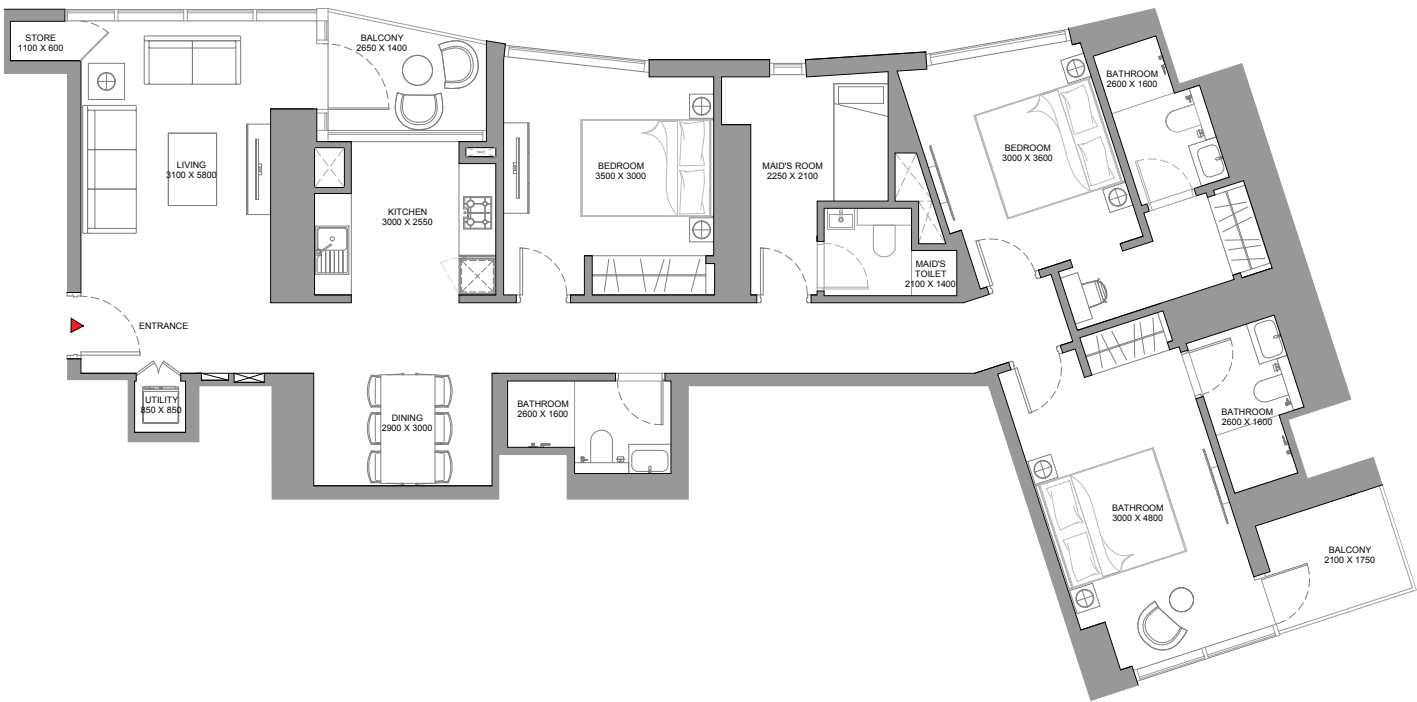 STORE
1100 X 600
BALCONY
2650 X 1400
BATHROOM
2600 X 1600
LIVING
3100 X 5800
BEDROOM
3500 X 3000
MAID'S ROOM
2250 X 2100
BEDROOM
3000 X 3600
KITCHEN
3000 X 2550
MAID'S
TOILET
2100 X 1400
ENTRANCE
UTILITY
850 X 850
DINING
2900 X 3000
BATHROOM
2600 X 1600
BATHROOM
2600 X 1600
BATHROOM
3000 X 4800
BALCONY
2100 X 1750